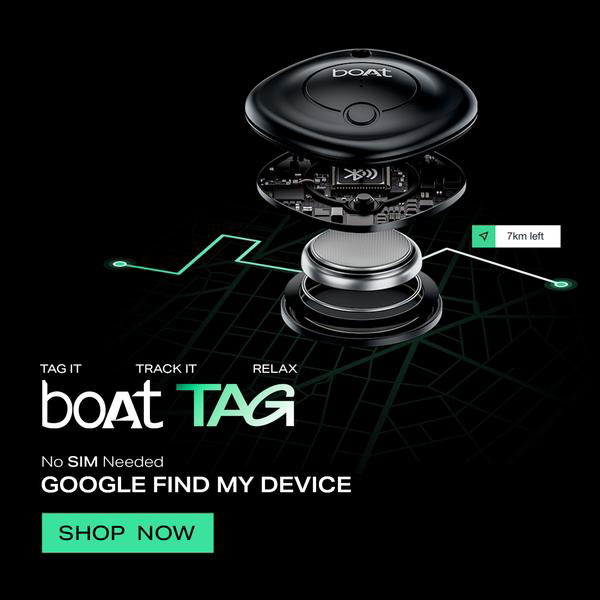 boAt
7km left
TAG IT TRACK IT RELAX
boAt TAG
No SIM Needed
GOOGLE FIND MY DEVICE
SHOP NOW